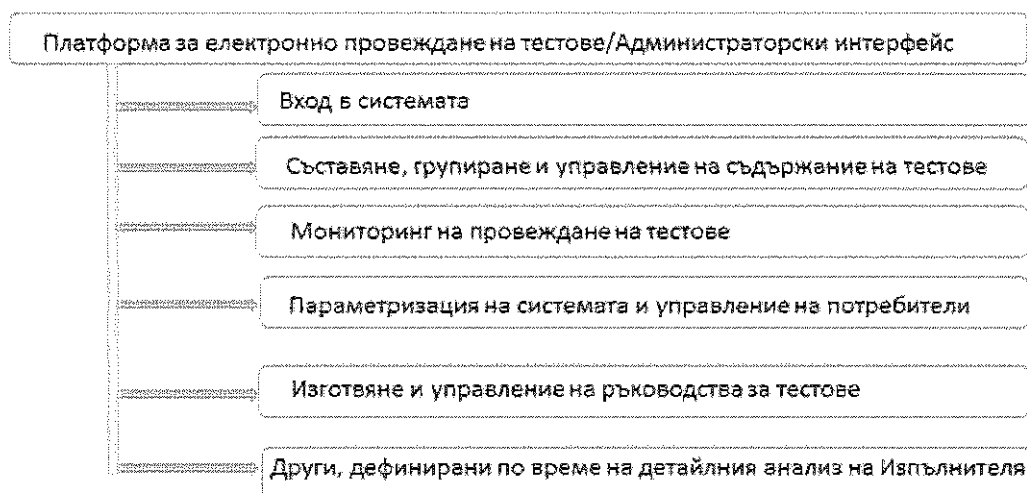 Платформа за електронно провеждане на тестове/Администраторски интерфейс
Вход в системата
Съставяне, групиране и управление на съдържание на тестове
Мониторинг на провеждане на тестове
Параметризация на системата и управление на потребители
Изготвяне и управление на ръководства за тестове
Други, дефинирани по време на детайлния анализ на Изпълнителя